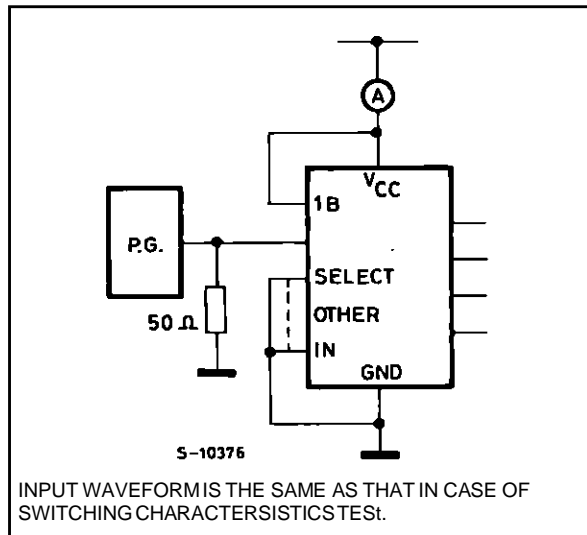 A
VCC
1B
P.G.
SELECT
50 Ω
OTHER
IN
GND
S-10376
INPUT WAVEFORM IS THE SAME AS THAT IN CASE OF
SWITCHING CHARACTERSISTICS TESt.